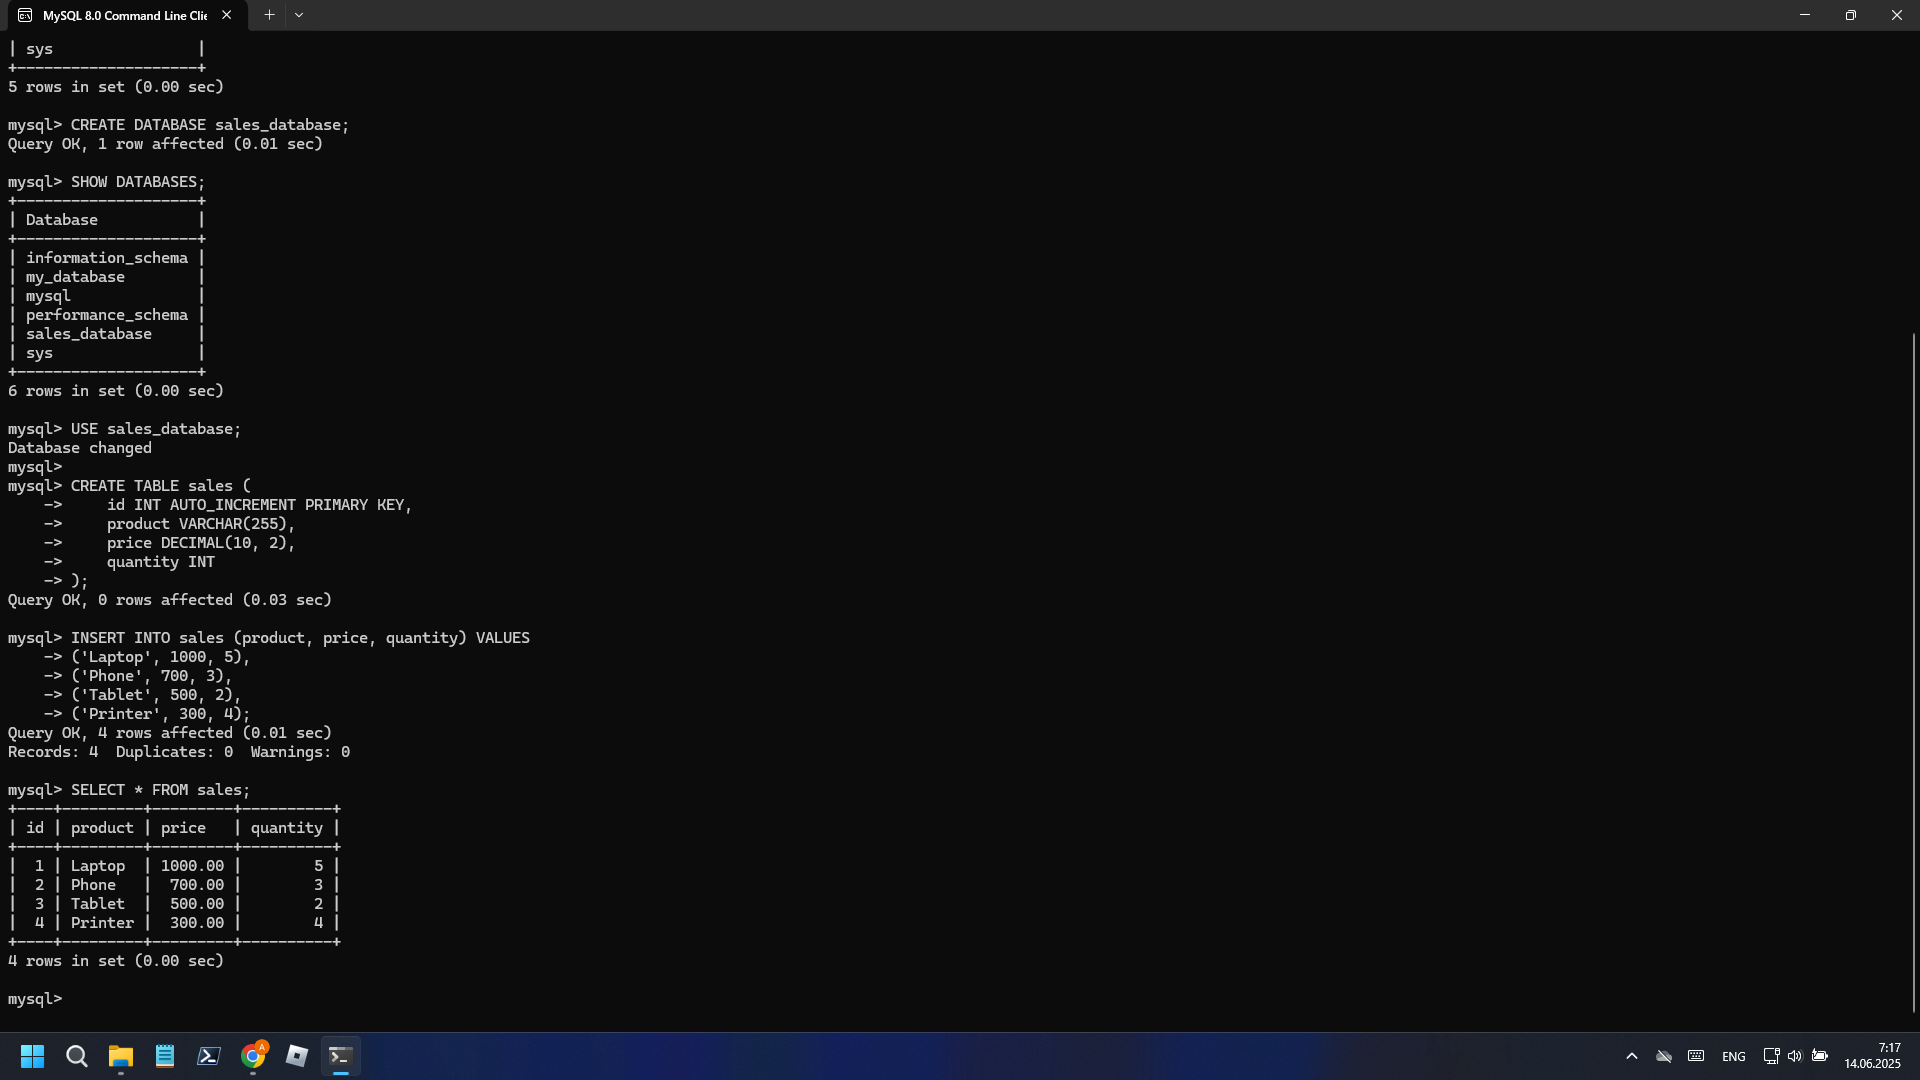 MySQL 8.0 Command Line Clie
| sys                |
+--------------------+
5 rows in set (0.00 sec)
mysql> CREATE DATABASE sales_database;
Query OK, 1 row affected (0.01 sec)
mysql> SHOW DATABASES;
+--------------------+
| Database           |
+--------------------+
| information_schema |
| my_database        |
| mysql              |
| performance_schema |
| sales_database     |
| sys                |
+--------------------+
6 rows in set (0.00 sec)
mysql> USE sales_database;
Database changed
mysql>
mysql> CREATE TABLE sales (
    ->     id INT AUTO_INCREMENT PRIMARY KEY,
    ->     product VARCHAR(255),
    ->     price DECIMAL(10, 2),
    ->     quantity INT
    -> );
Query OK, 0 rows affected (0.03 sec)
mysql> INSERT INTO sales (product, price, quantity) VALUES
    -> ('Laptop', 1000, 5),
    -> ('Phone', 700, 3),
    -> ('Tablet', 500, 2),
    -> ('Printer', 300, 4);
Query OK, 4 rows affected (0.01 sec)
Records: 4  Duplicates: 0  Warnings: 0
mysql> SELECT * FROM sales;
+----+---------+---------+----------+
| id | product | price   | quantity |
+----+---------+---------+----------+
|  1 | Laptop  | 1000.00 |        5 |
|  2 | Phone   |  700.00 |        3 |
|  3 | Tablet  |  500.00 |        2 |
|  4 | Printer |  300.00 |        4 |
+----+---------+---------+----------+
4 rows in set (0.00 sec)
mysql>
A
ENG
7:17
14.06.2025